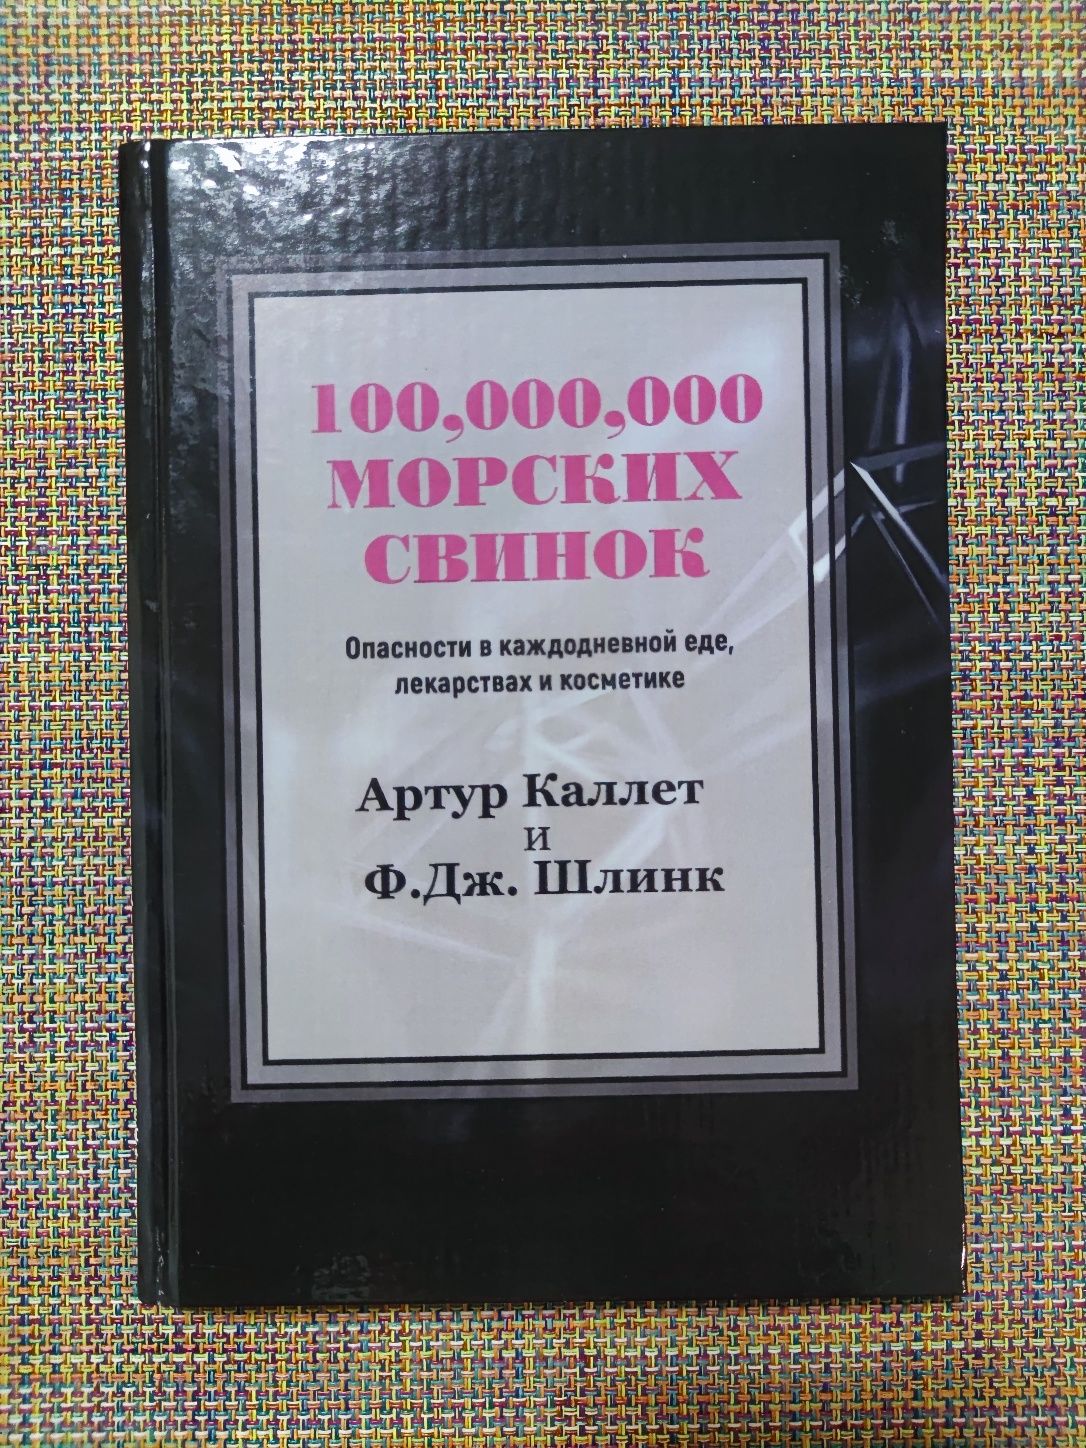 100,000,000
МОРСКИХ
СВИНОК
Опасности в каждодневной еде,
лекарствах и косметике
Артур Каллет
и
Ф.Дж. Шлинк